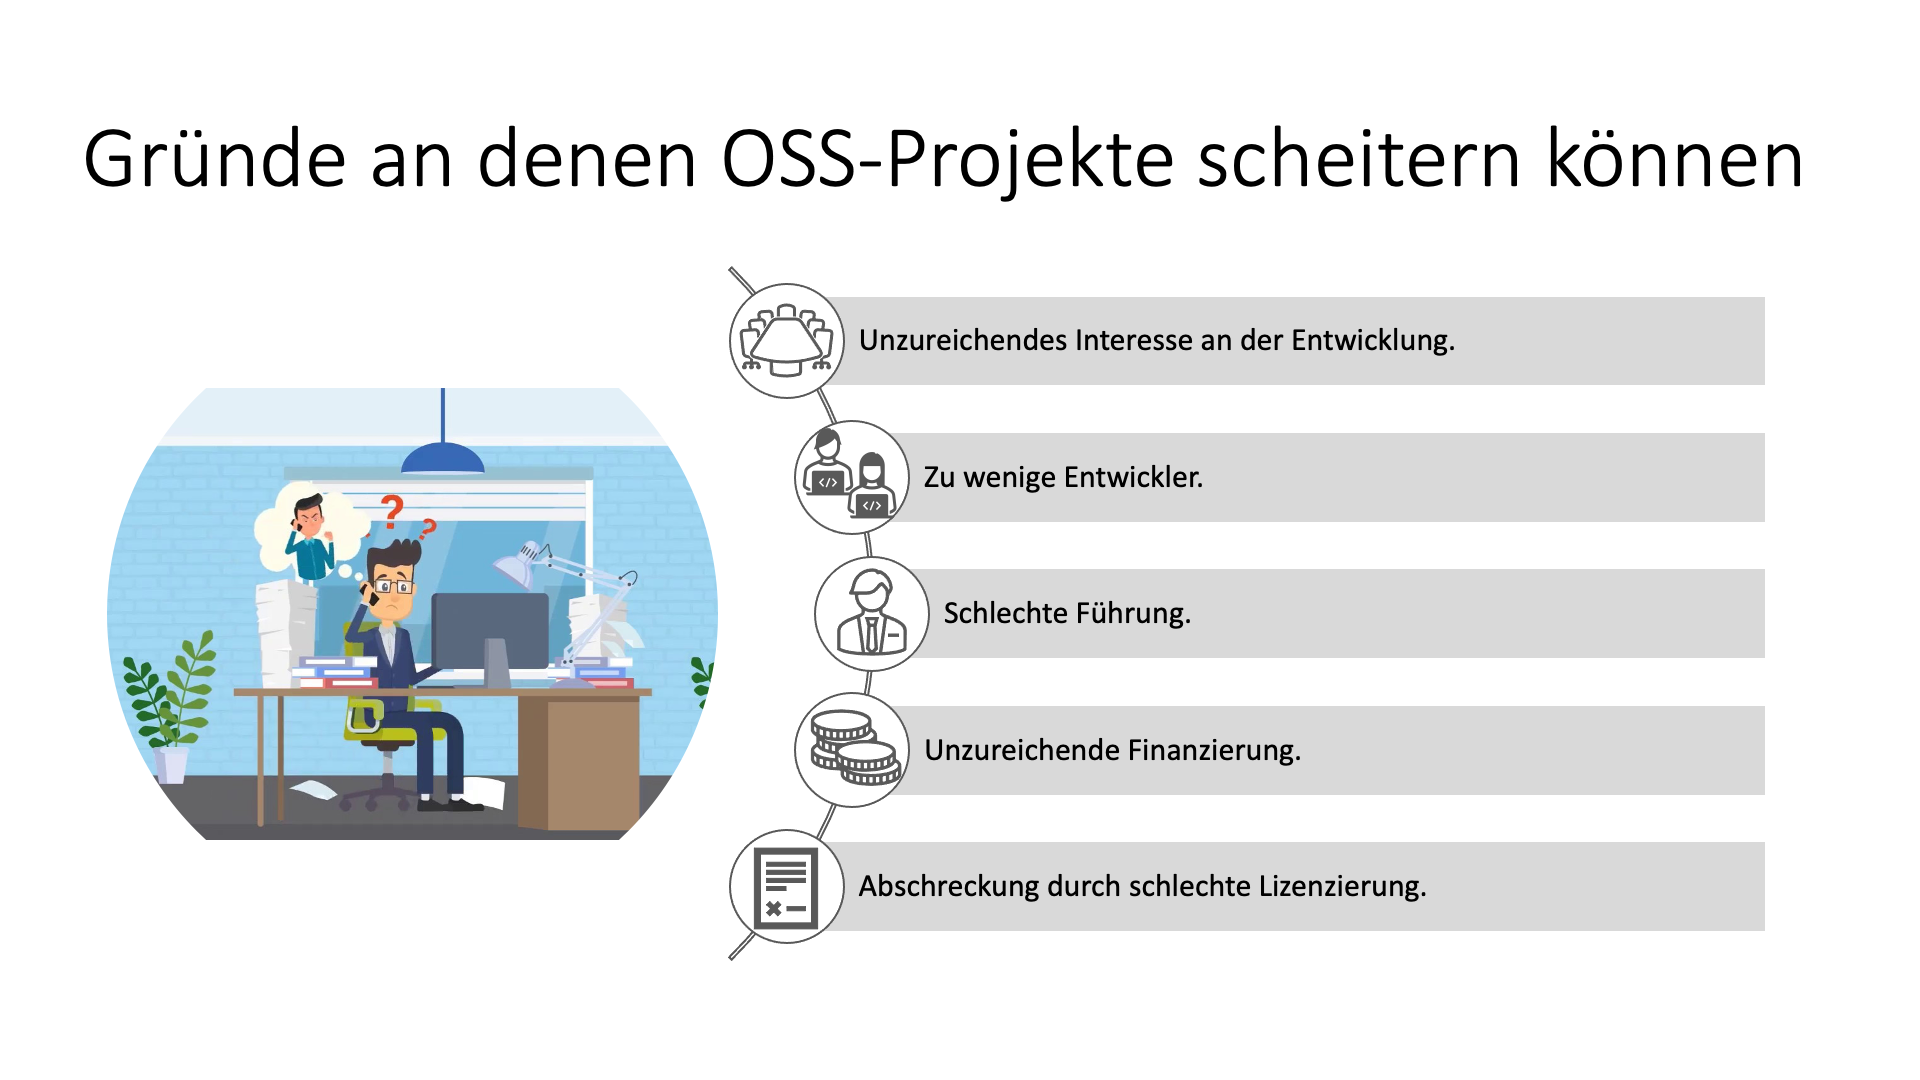 Gründe an denen OSS-Projekte scheitern können
? ?
Unzureichendes Interesse an der Entwicklung.
</>
</>
Zu wenige Entwickler.
Schlechte Führung.
Unzureichende Finanzierung.
Abschreckung durch schlechte Lizenzierung.